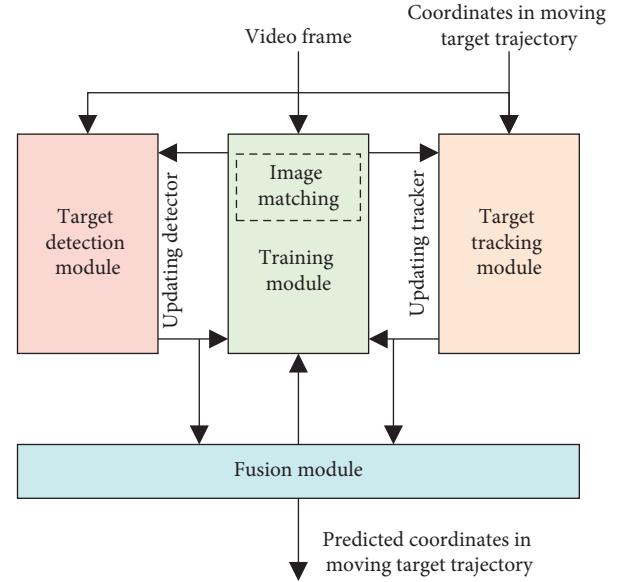 Coordinates in moving
target trajectory
Video frame
Target
detection
module
Updating detector
Image
matching
Training
module
Updating tracker
Target
tracking
module
Fusion module
Predicted coordinates in
moving target trajectory